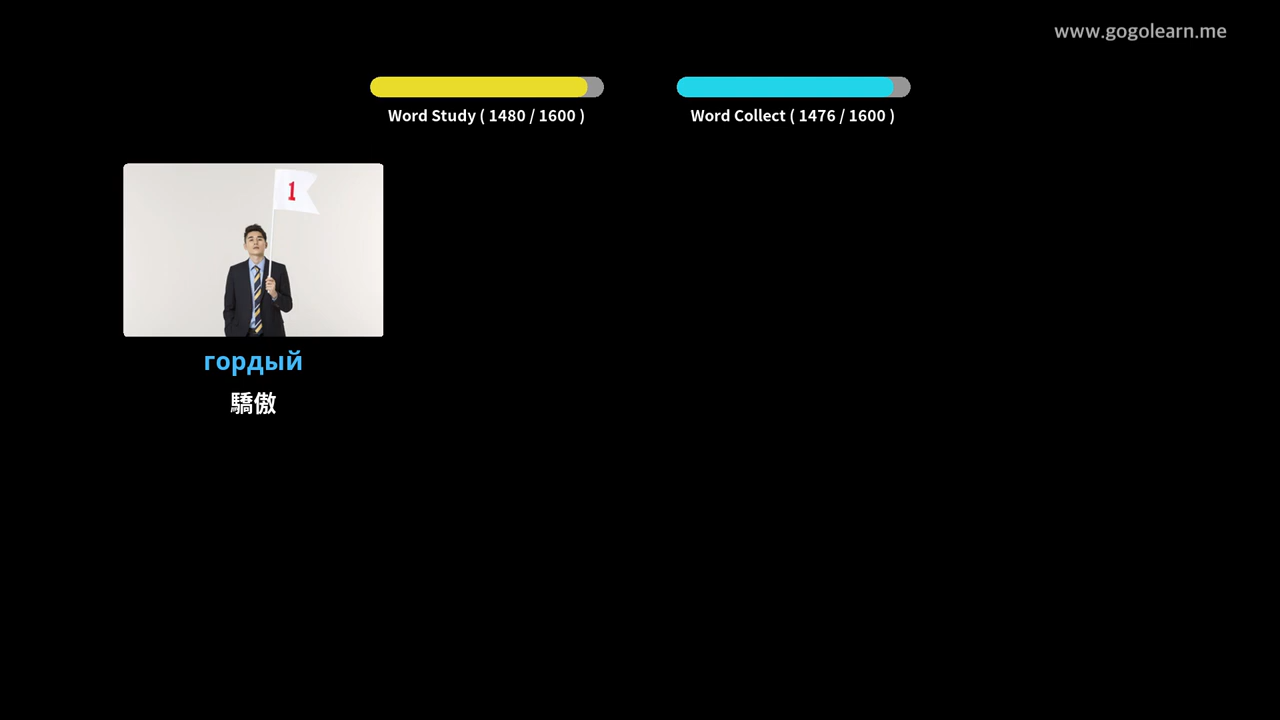 www.gogolearn.me
Word Study ( 1480 / 1600 )
Word Collect ( 1476 / 1600 )
1
гордый
驕傲